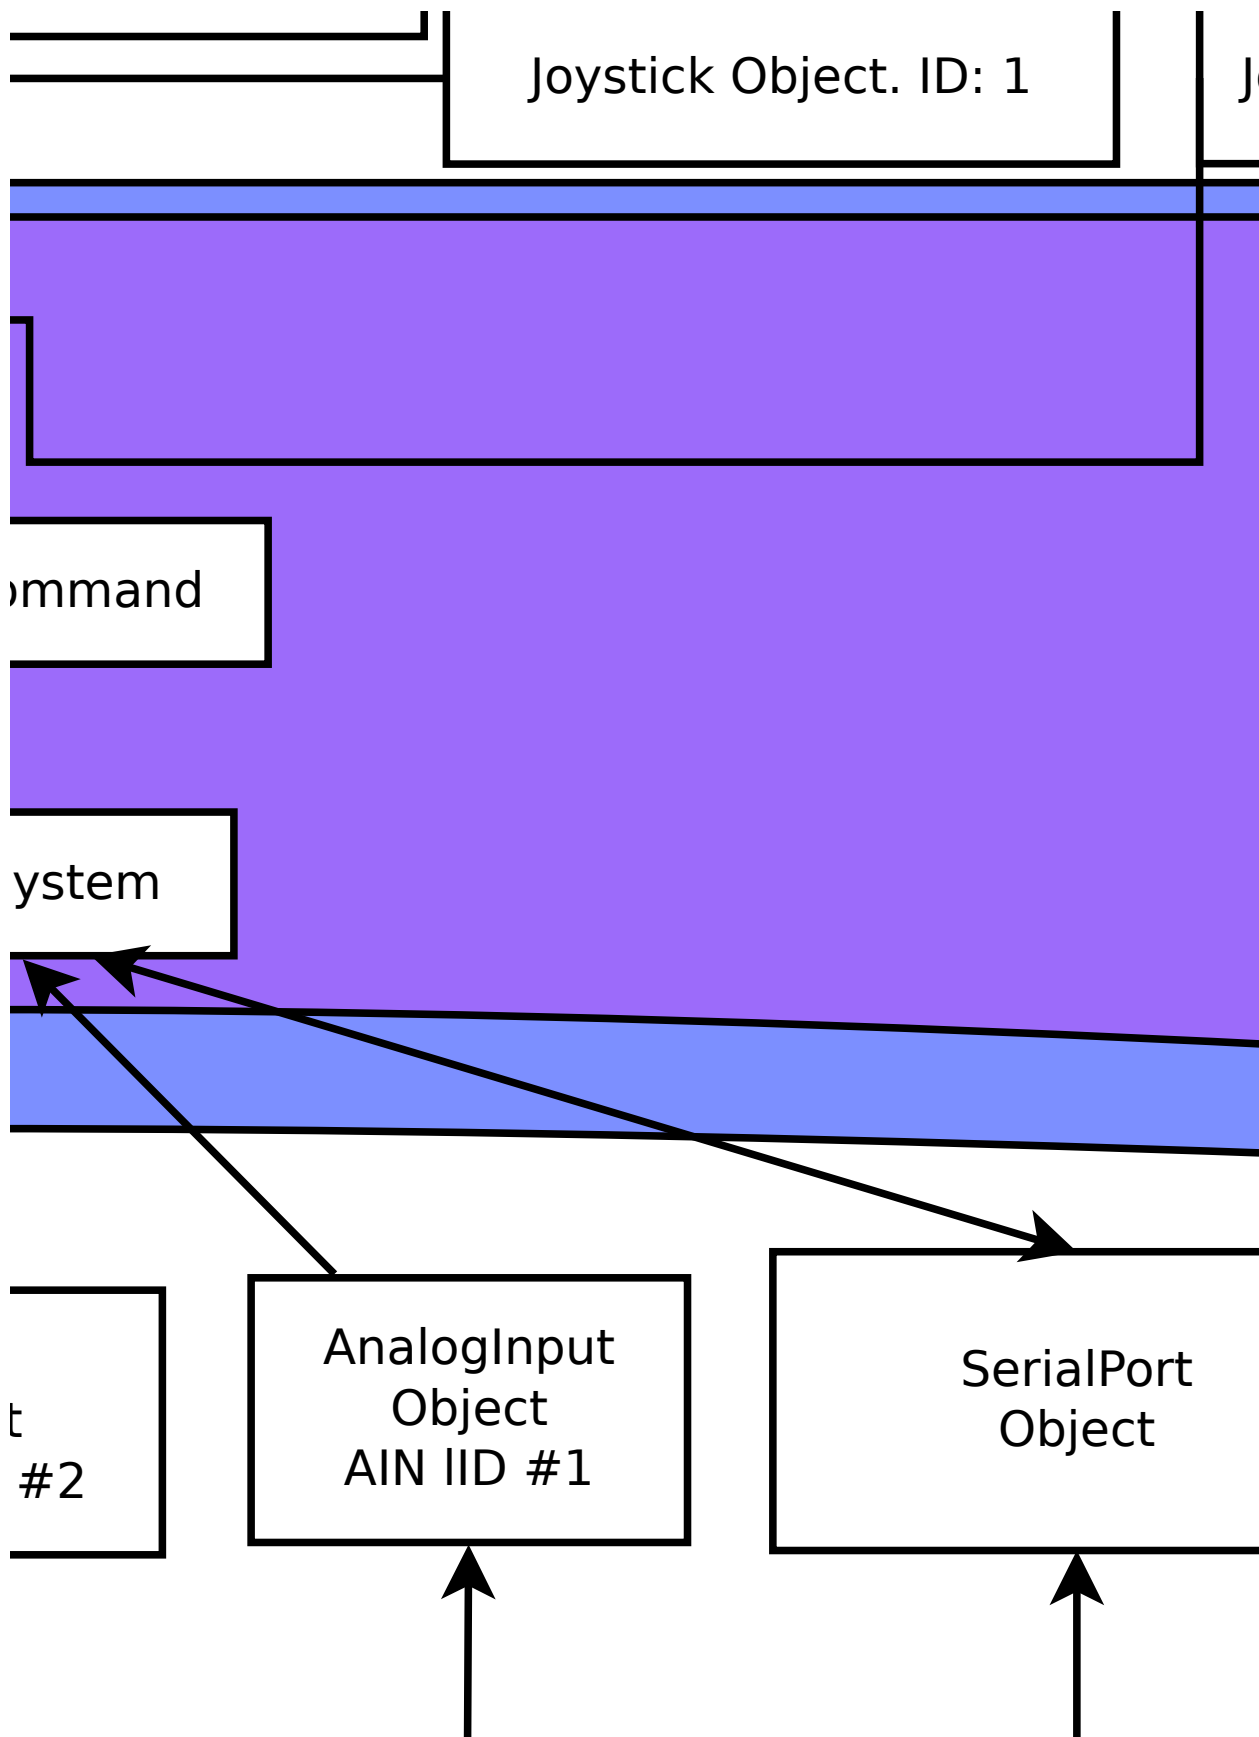 Joystick Object. ID: 1
ommand
ystem
AnalogInput
Object
AIN lID #1
SerialPort
Object
t
#2